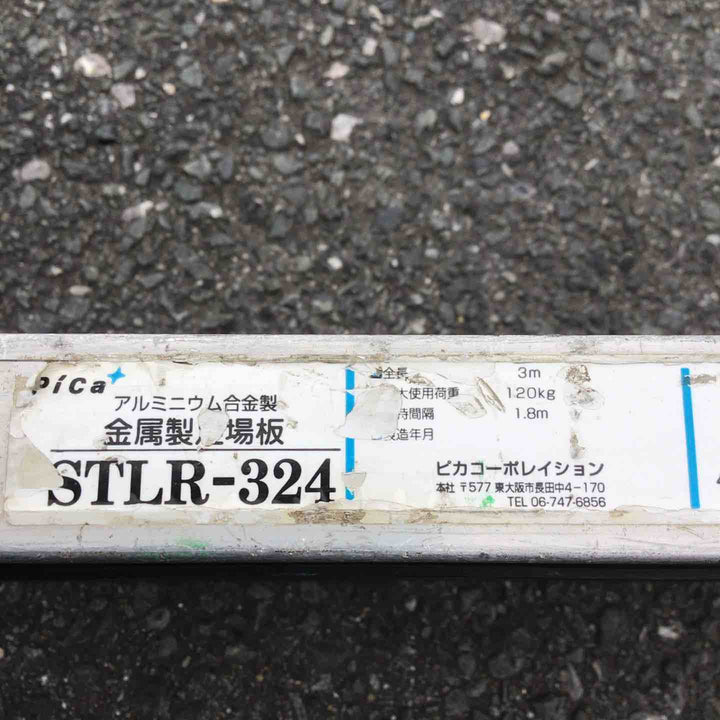 Pica
アルミニウム合金製
金属製 場板
STLR-324
全長 3m
大使用荷重 120kg
時間隔 1.8m
造年月
ピカコーポレイション
本社 〒577 東大阪市長田中4-170
TEL 06-747-6856